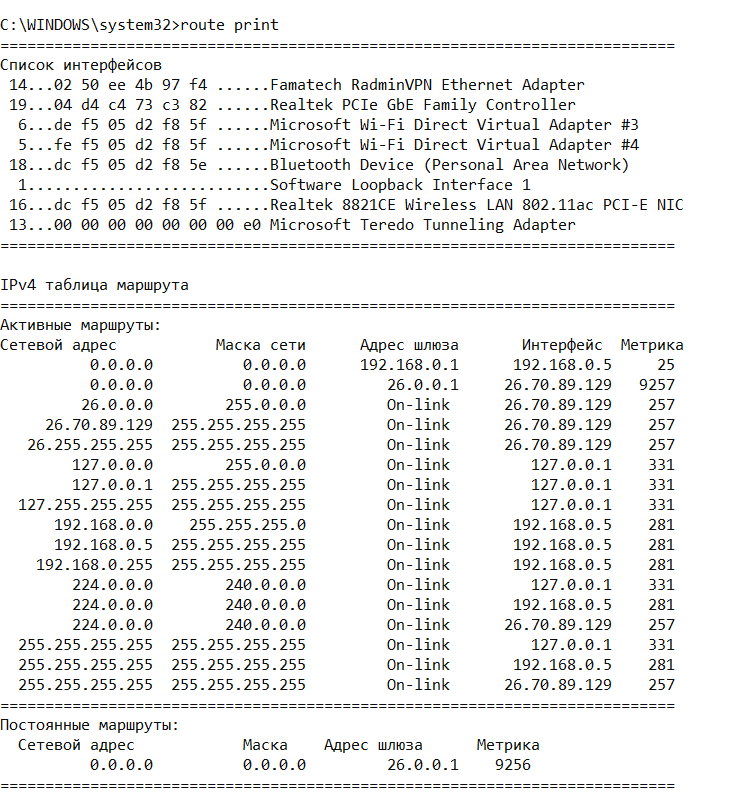 C:\WINDOWS\system32>route print
===========================================================================
Список интерфейсов
 14...02 50 ee 4b 97 f4 ......Famatech RadminVPN Ethernet Adapter
 19...04 d4 c4 73 c3 82 ......Realtek PCIe GbE Family Controller
  6...de f5 05 d2 f8 5f ......Microsoft Wi-Fi Direct Virtual Adapter #3
  5...fe f5 05 d2 f8 5f ......Microsoft Wi-Fi Direct Virtual Adapter #4
 18...dc f5 05 d2 f8 5e ......Bluetooth Device (Personal Area Network)
  1...........................Software Loopback Interface 1
 16...dc f5 05 d2 f8 5f ......Realtek 8821CE Wireless LAN 802.11ac PCI-E NIC
 13...00 00 00 00 00 00 00 e0 Microsoft Teredo Tunneling Adapter
===========================================================================
IPv4 таблица маршрута
===========================================================================
Активные маршруты:
Сетевой адрес           Маска сети      Адрес шлюза       Интерфейс  Метрика
          0.0.0.0          0.0.0.0      192.168.0.1      192.168.0.5     25
          0.0.0.0          0.0.0.0         26.0.0.1     26.70.89.129   9257
         26.0.0.0        255.0.0.0         On-link      26.70.89.129    257
     26.70.89.129  255.255.255.255         On-link      26.70.89.129    257
   26.255.255.255  255.255.255.255         On-link      26.70.89.129    257
        127.0.0.0        255.0.0.0         On-link         127.0.0.1    331
        127.0.0.1  255.255.255.255         On-link         127.0.0.1    331
  127.255.255.255  255.255.255.255         On-link         127.0.0.1    331
      192.168.0.0    255.255.255.0         On-link       192.168.0.5    281
      192.168.0.5  255.255.255.255         On-link       192.168.0.5    281
    192.168.0.255  255.255.255.255         On-link       192.168.0.5    281
        224.0.0.0        240.0.0.0         On-link         127.0.0.1    331
        224.0.0.0        240.0.0.0         On-link       192.168.0.5    281
        224.0.0.0        240.0.0.0         On-link      26.70.89.129    257
  255.255.255.255  255.255.255.255         On-link         127.0.0.1    331
  255.255.255.255  255.255.255.255         On-link       192.168.0.5    281
  255.255.255.255  255.255.255.255         On-link      26.70.89.129    257
===========================================================================
Постоянные маршруты:
  Сетевой адрес            Маска    Адрес шлюза      Метрика
          0.0.0.0          0.0.0.0         26.0.0.1    9256
===========================================================================